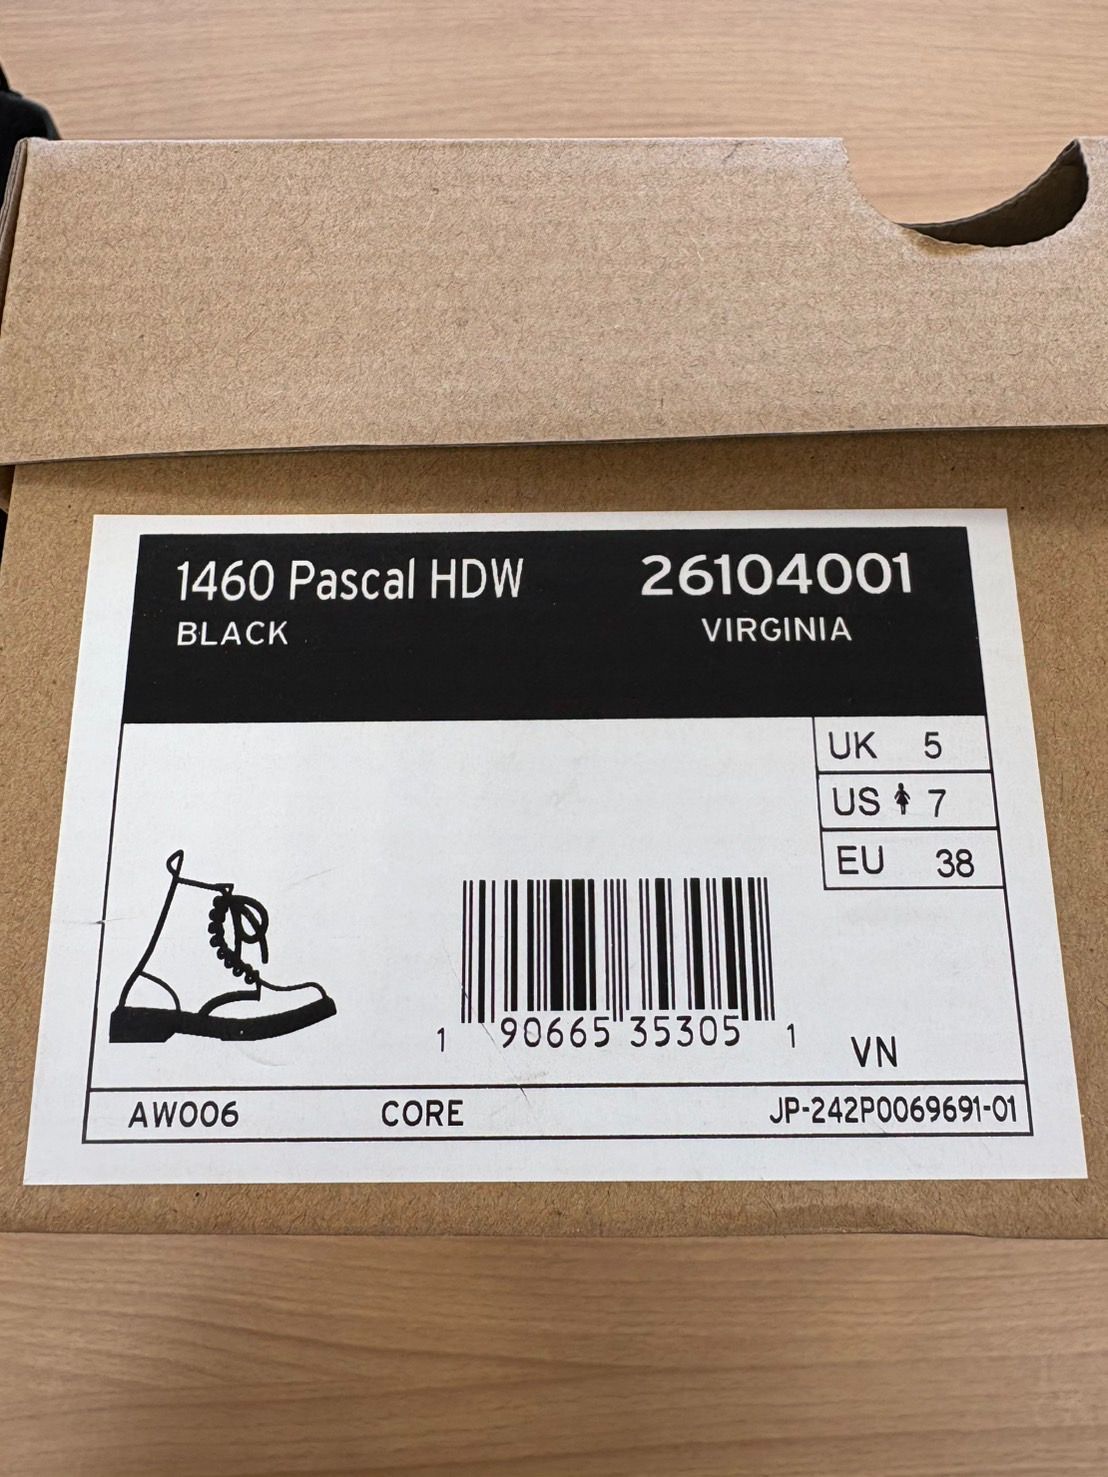 1460 Pascal HDW
BLACK
26104001
VIRGINIA
UK 5
US 7
EU 38
1 90665 35305 1
VN
AW006 CORE JP-242P0069691-01